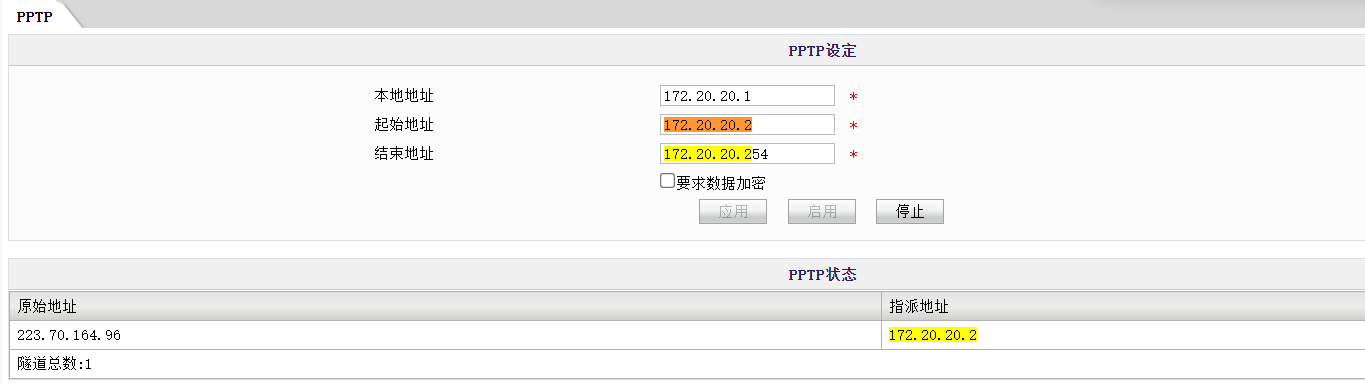 PPTP
PPTP设定
本地地址 172.20.20.1 *
起始地址 172.20.20.2 *
结束地址 172.20.20.254 *
要求数据加密
应用 启用 停止
PPTP状态
原始地址 指派地址
223.70.164.96 172.20.20.2
隧道总数:1